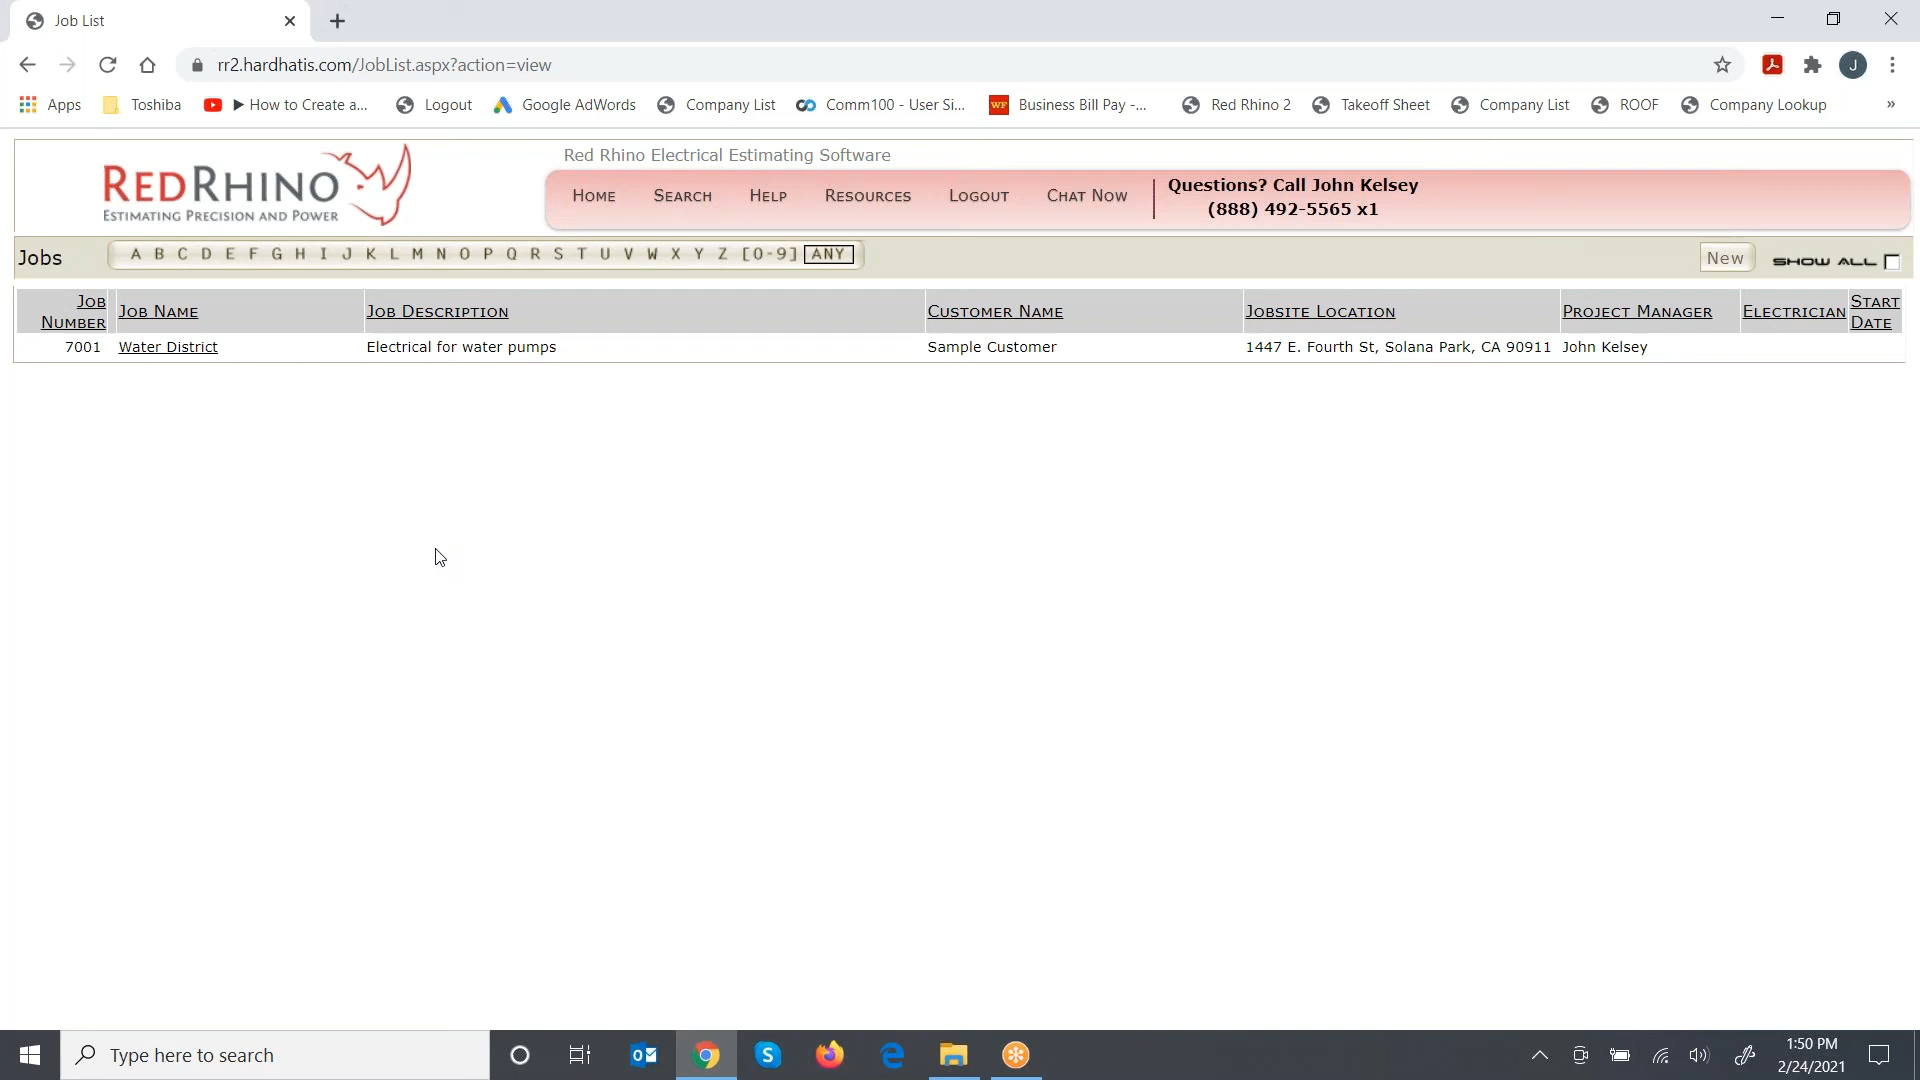 Job List
rr2.hardhatis.com/JobList.aspx?action=view
J
Apps Toshiba ▶ How to Create a... Logout Google AdWords Company List Comm100 - User Si... WF Business Bill Pay -... Red Rhino 2 Takeoff Sheet Company List ROOF Company Lookup »
REDRHINO
ESTIMATING PRECISION AND POWER
Red Rhino Electrical Estimating Software
HOME SEARCH HELP RESOURCES LOGOUT CHAT NOW
Questions? Call John Kelsey
(888) 492-5565 x1
Jobs A B C D E F G H I J K L M N O P Q R S T U V W X Y Z [0-9] ANY New SHOW ALL
JOB NUMBER JOB NAME JOB DESCRIPTION CUSTOMER NAME JOBSITE LOCATION PROJECT MANAGER ELECTRICIAN START DATE
7001 Water District Electrical for water pumps Sample Customer 1447 E. Fourth St, Solana Park, CA 90911 John Kelsey
Type here to search
1:50 PM
2/24/2021